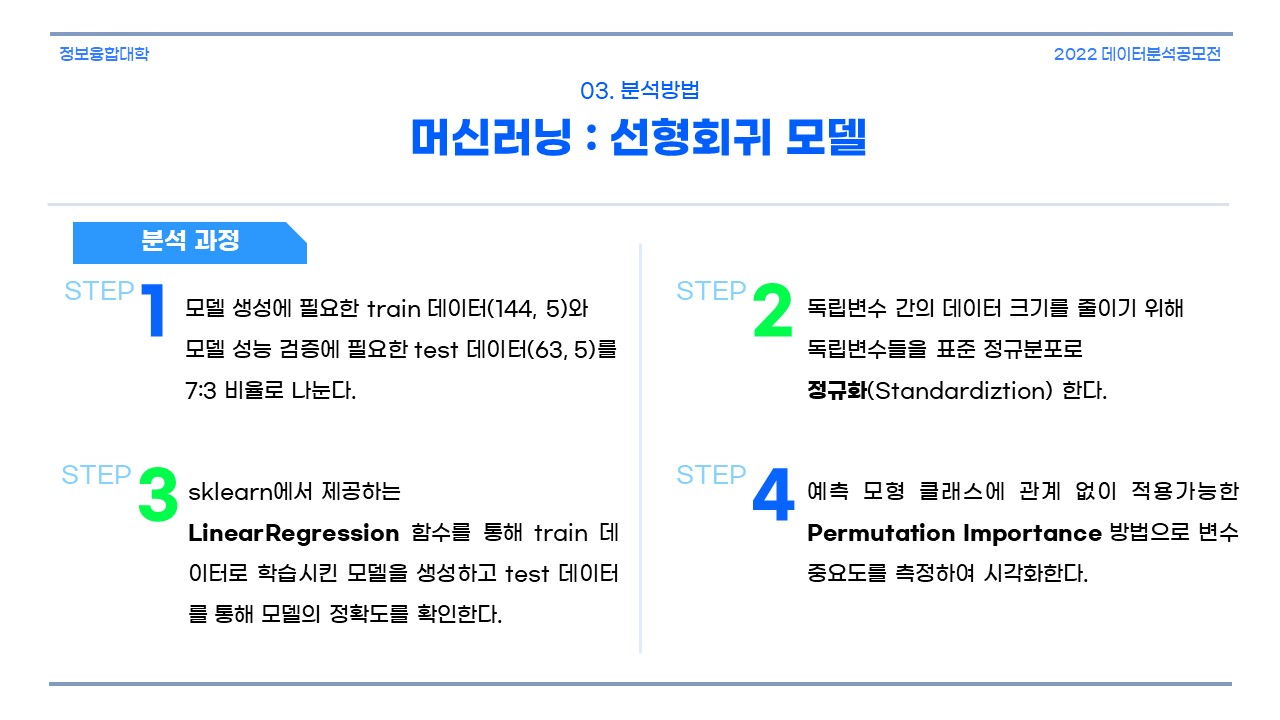 정보융합대학
2022 데이터분석공모전
03. 분석방법
머신러닝 : 선형회귀 모델
분석 과정
STEP 1
모델 생성에 필요한 train 데이터(144, 5)와
모델 성능 검증에 필요한 test 데이터(63, 5)를
7:3 비율로 나눈다.
STEP 2
독립변수 간의 데이터 크기를 줄이기 위해
독립변수들을 표준 정규분포로
정규화(Standardiztion) 한다.
STEP 3
sklearn에서 제공하는
LinearRegression 함수를 통해 train 데
이터로 학습시킨 모델을 생성하고 test 데이터
를 통해 모델의 정확도를 확인한다.
STEP 4
예측 모형 클래스에 관계 없이 적용가능한
Permutation Importance 방법으로 변수
중요도를 측정하여 시각화한다.